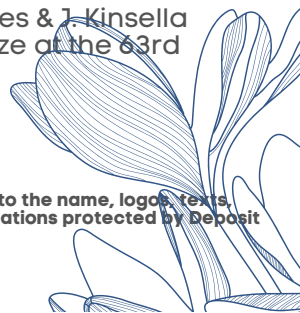 es & J. Kinsella
ze at the 63rd
to the name, logos, texts,
ations protected by Deposit